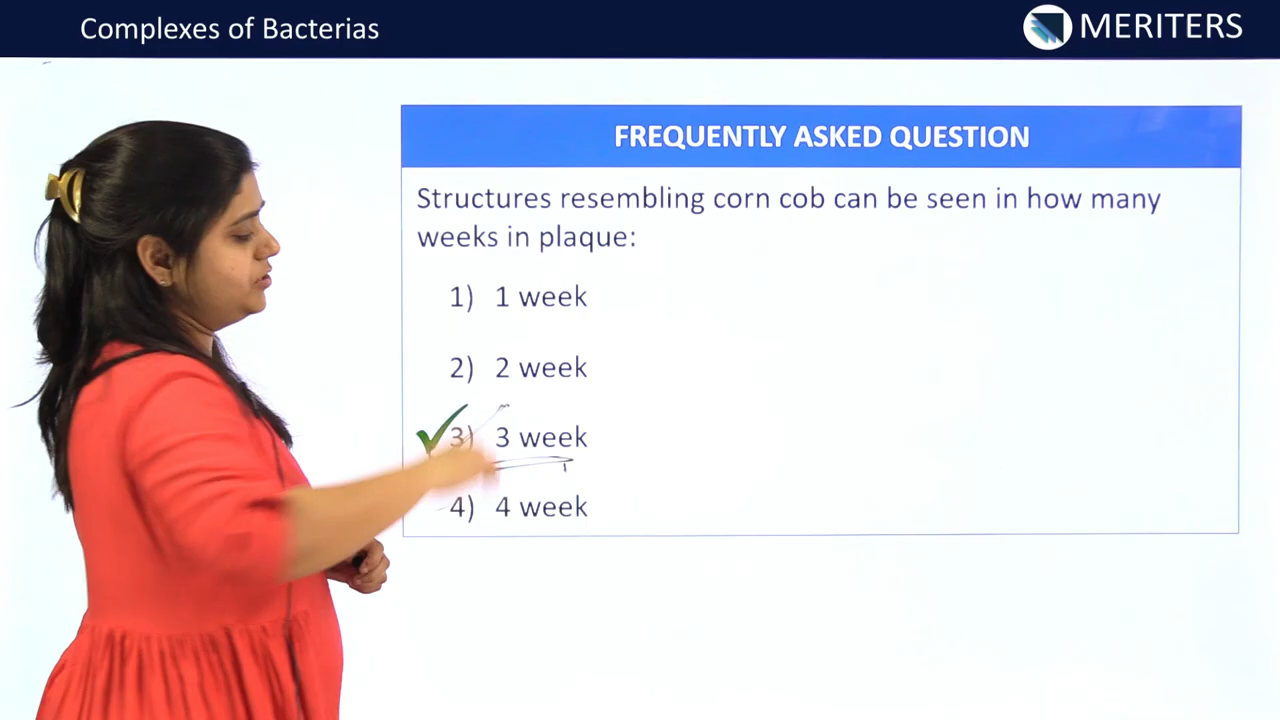 Complexes of Bacterias
MERITERS
FREQUENTLY ASKED QUESTION
Structures resembling corn cob can be seen in how many
weeks in plaque:
1) 1 week
2) 2 week
3) 3 week
4) 4 week